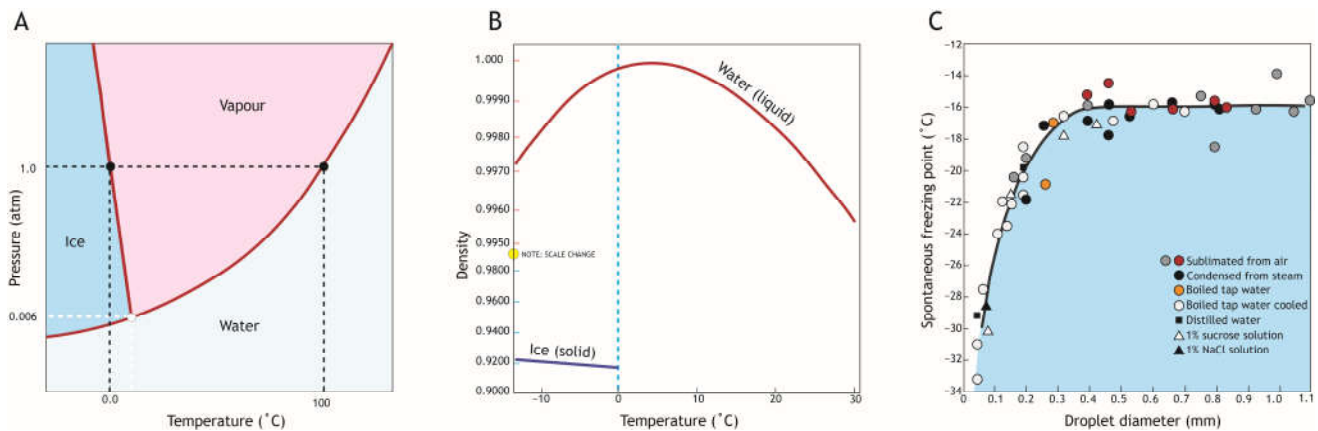 A
Vapour
1.0
Pressure (atm)
Ice
0.006
Water
0.0
100
Temperature (˚C)
B
1.000
0.9990
0.9980
0.9970
0.9960
0.9950
0.9800
0.9600
0.9400
0.9200
0.9000
Density
Water (liquid)
NOTE: SCALE CHANGE
Ice (solid)
-10
0
10
20
30
Temperature (˚C)
C
-12
-14
-16
-18
-20
-22
-24
-26
-28
-30
-32
-34
Spontaneous freezing point (˚C)
Sublimated from air
Condensed from steam
Boiled tap water
Boiled tap water cooled
Distilled water
1% sucrose solution
1% NaCl solution
0
0.1
0.2
0.3
0.4
0.5
0.6
0.7
0.8
0.9
1.0
1.1
Droplet diameter (mm)